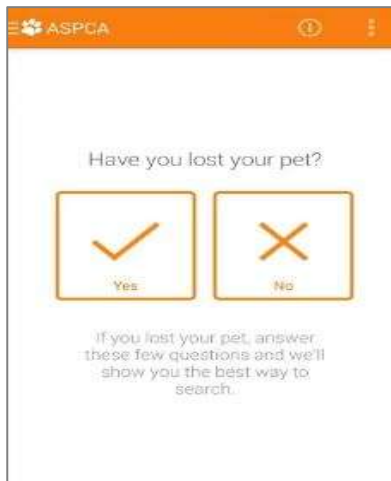 ASPCA
Have you lost your pet?
Yes
No
If you lost your pet, answer
these few questions and we'll
show you the best way to
search.